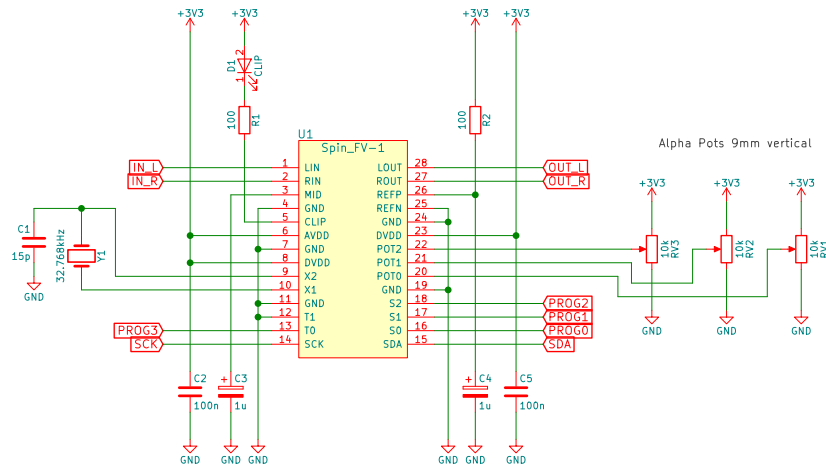 +3V3
+3V3
+3V3
+3V3
D1
2
1
CLIP
100
R1
100
R2
U1
Spin_FV-1
Alpha Pots 9mm vertical
IN_L
1
LIN
LOUT
28
OUT_L
IN_R
2
RIN
ROUT
27
OUT_R
3
MID
REFP
26
4
GND
REFN
25
5
CLIP
GND
24
6
AVDD
DVDD
23
7
GND
POT2
22
8
DVDD
POT1
21
9
X2
POT0
20
10
X1
GND
19
11
GND
S2
18
PROG2
12
T1
S1
17
PROG1
PROG3
13
T0
S0
16
PROG0
SCK
14
SCK
SDA
15
SDA
+3V3
+3V3
+3V3
10k
RV3
10k
RV2
10k
RV1
GND
GND
GND
C1
15p
GND
32.768kHz
Y1
C2
100n
C3
+
1u
C4
+
1u
C5
100n
GND
GND
GND
GND
GND
GND